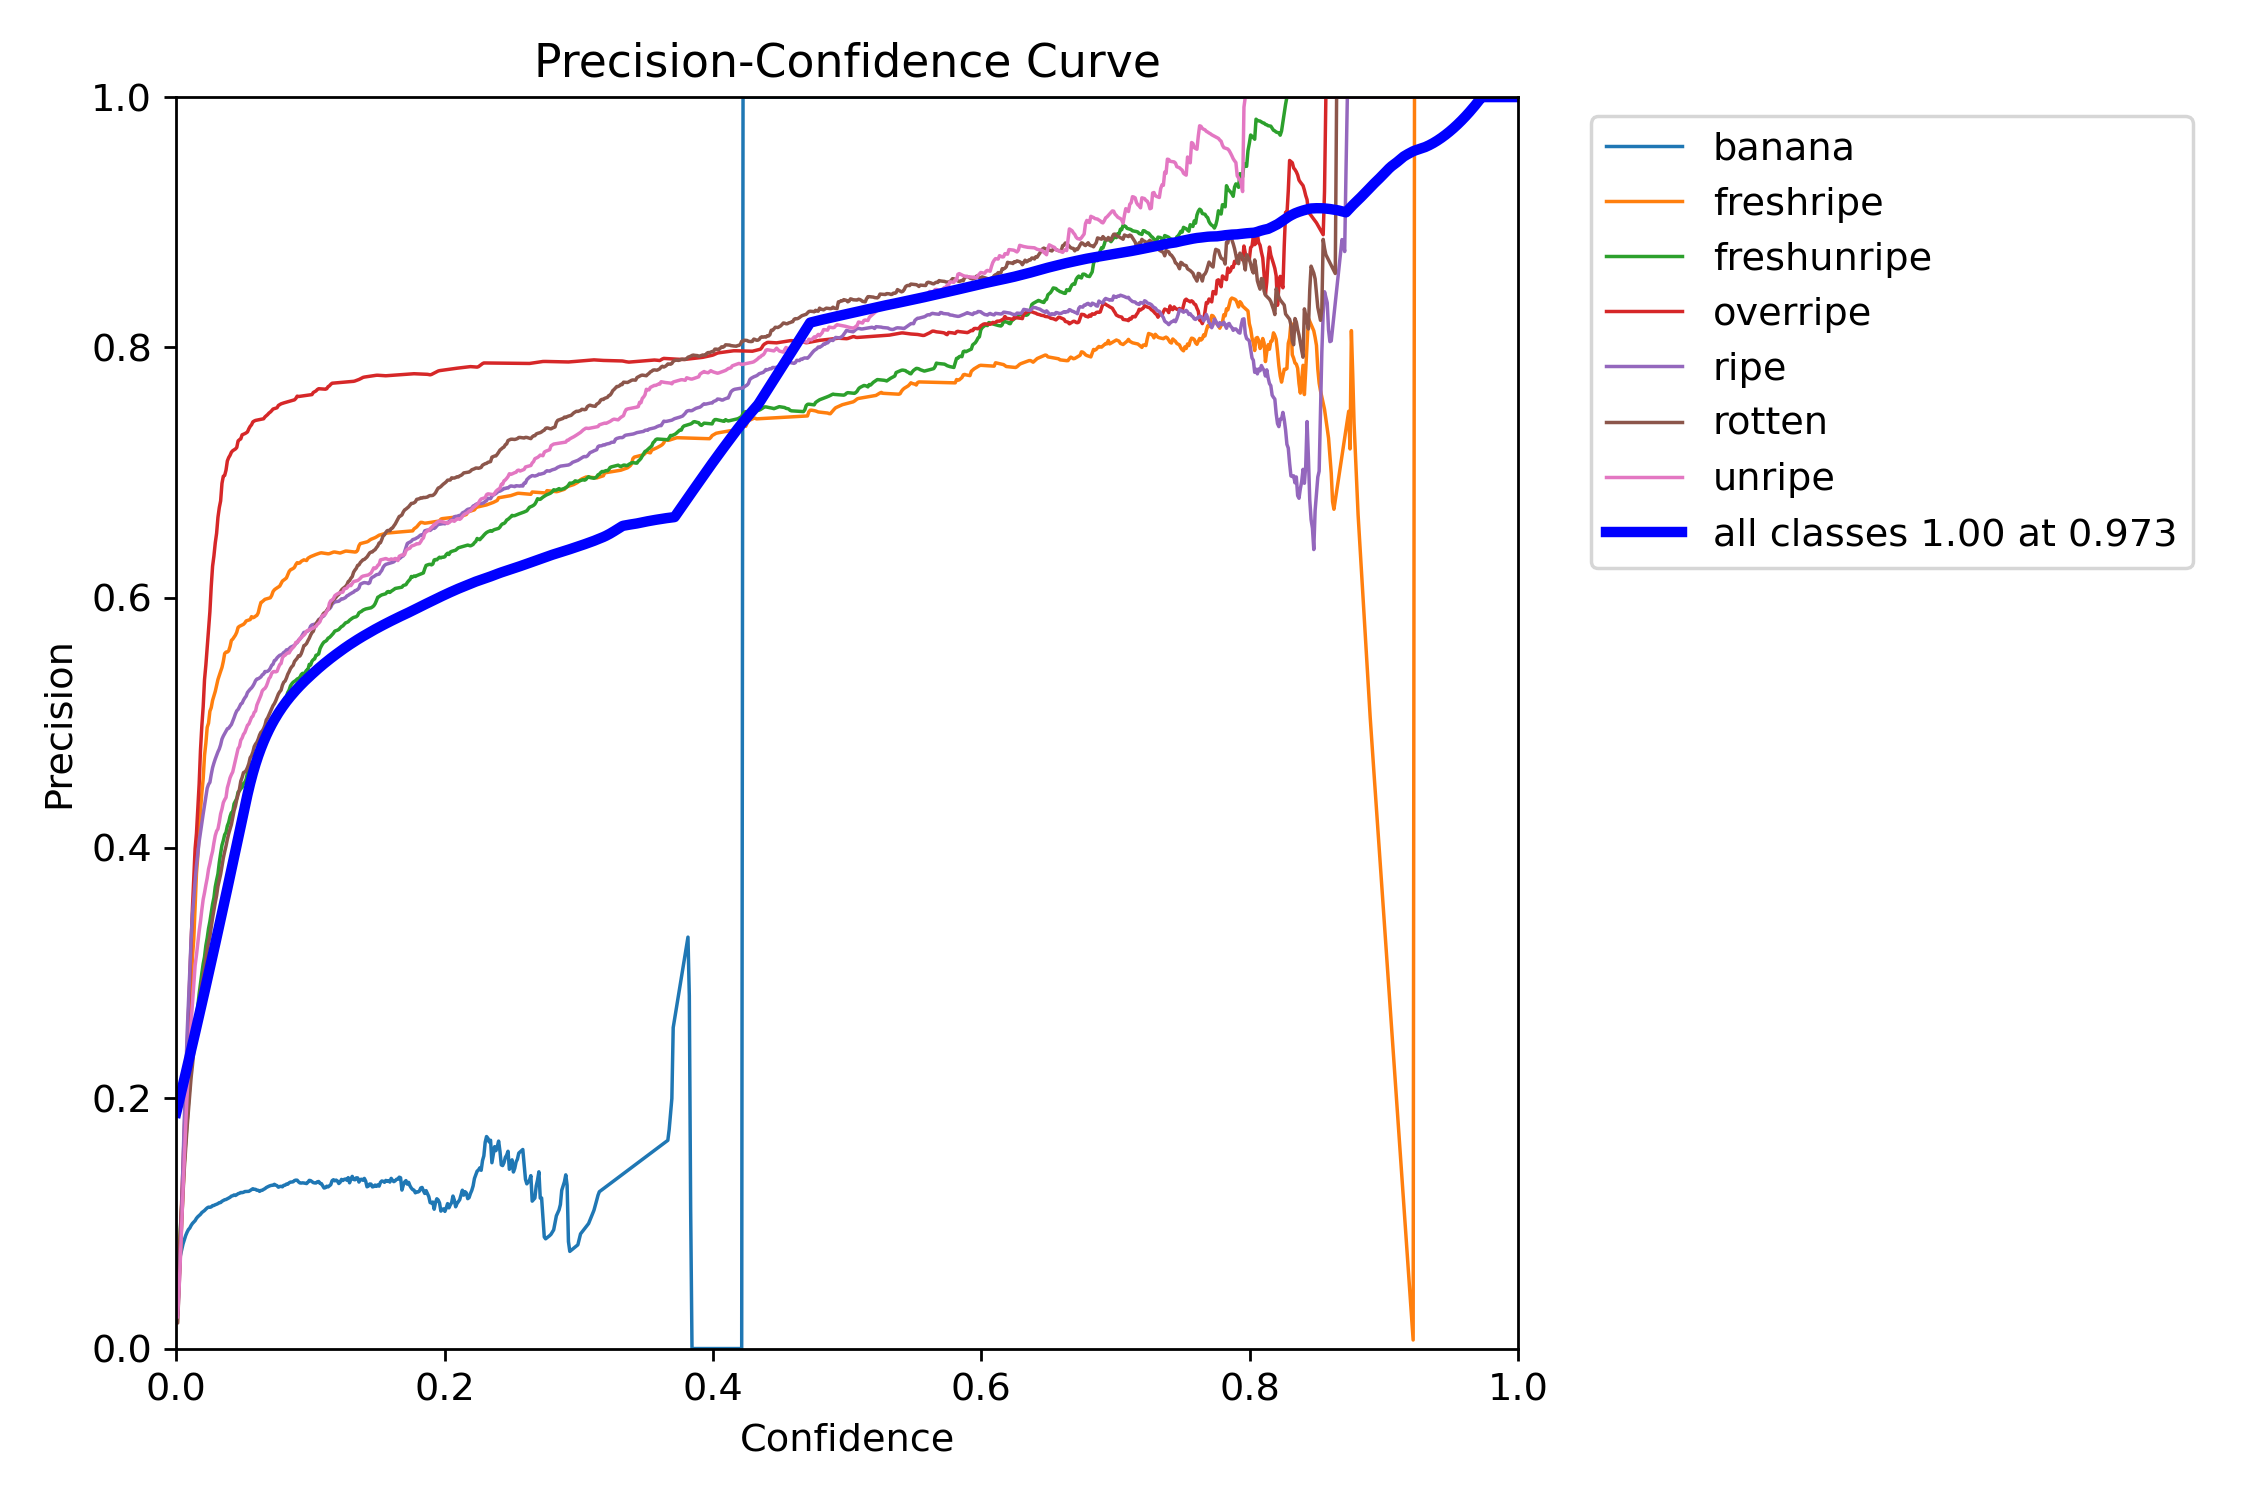 Precision-Confidence Curve
1.0
0.8
0.6
0.4
0.2
0.0
Precision
0.0 0.2 0.4 0.6 0.8 1.0
Confidence
banana
freshripe
freshunripe
overripe
ripe
rotten
unripe
all classes 1.00 at 0.973